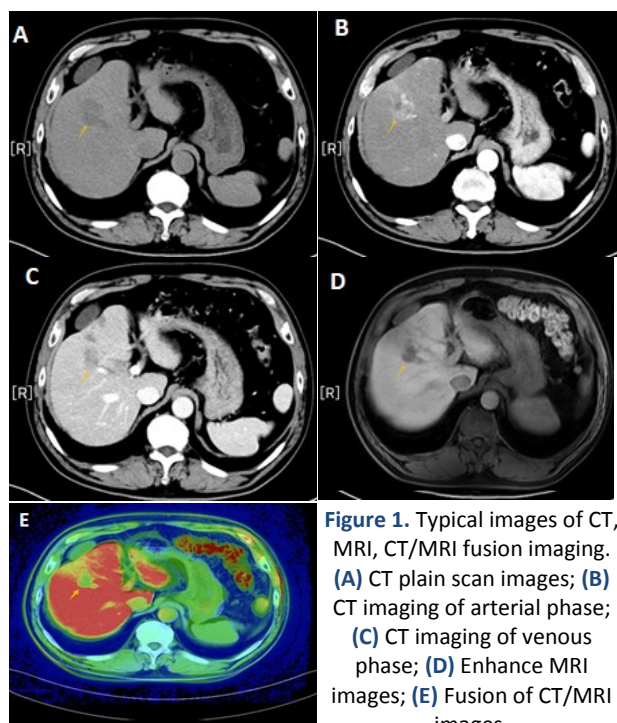 A
B
[R]
[R]
C
D
[R]
[R]
E
Figure 1. Typical images of CT,
MRI, CT/MRI fusion imaging.
(A) CT plain scan images; (B)
CT imaging of arterial phase;
(C) CT imaging of venous
phase; (D) Enhance MRI
images; (E) Fusion of CT/MRI
images